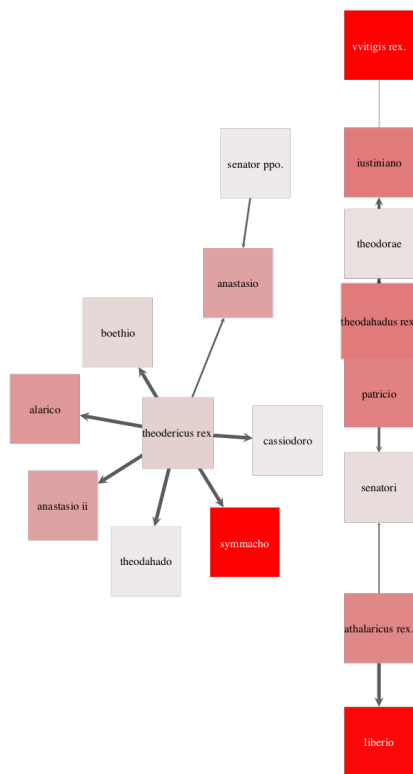 vvitigis rex.
iustiniano
senator ppo.
theodorae
anastasio
theodahadus rex.
boethio
alarico
patricio
theodericus rex.
cassiodoro
anastasio ii
senatori
symmacho
theodahado
athalaricus rex.
liberio